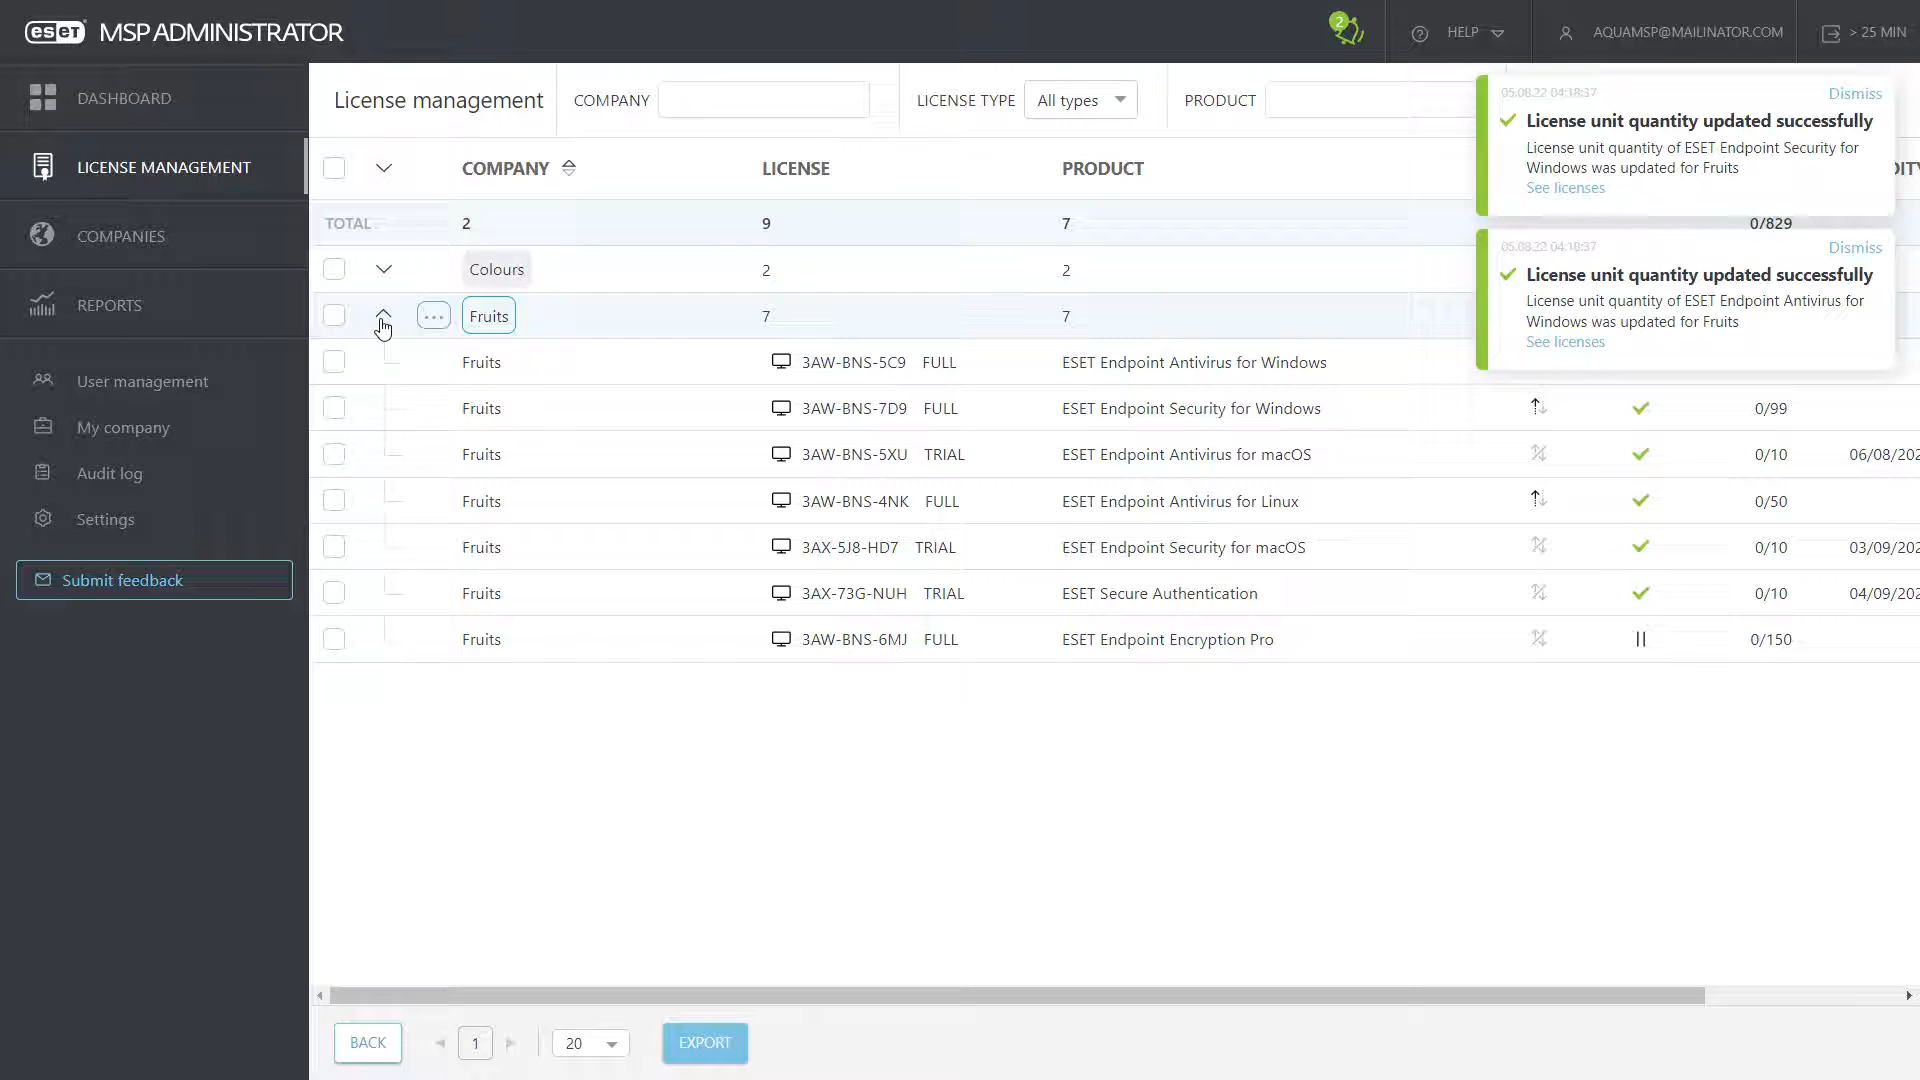 eset MSP ADMINISTRATOR
2
HELP
AQUAMSP@MAILINATOR.COM
> 25 MIN
DASHBOARD
LICENSE MANAGEMENT
COMPANIES
REPORTS
User management
My company
Audit log
Settings
Submit feedback
License management
COMPANY
LICENSE TYPE
All types
PRODUCT
05.08.22 04:18:37
Dismiss
License unit quantity updated successfully
License unit quantity of ESET Endpoint Security for
Windows was updated for Fruits
See licenses
05.08.22 04:18:37
Dismiss
License unit quantity updated successfully
License unit quantity of ESET Endpoint Antivirus for
Windows was updated for Fruits
See licenses
COMPANY LICENSE PRODUCT
TOTAL 2 9 7 0/829
Colours 2 2
... Fruits 7 7
Fruits 3AW-BNS-5C9 FULL ESET Endpoint Antivirus for Windows
Fruits 3AW-BNS-7D9 FULL ESET Endpoint Security for Windows 0/99
Fruits 3AW-BNS-5XU TRIAL ESET Endpoint Antivirus for macOS 0/10 06/08/202
Fruits 3AW-BNS-4NK FULL ESET Endpoint Antivirus for Linux 0/50
Fruits 3AX-5J8-HD7 TRIAL ESET Endpoint Security for macOS 0/10 03/09/202
Fruits 3AX-73G-NUH TRIAL ESET Secure Authentication 0/10 04/09/202
Fruits 3AW-BNS-6MJ FULL ESET Endpoint Encryption Pro 0/150
BACK
1
20
EXPORT